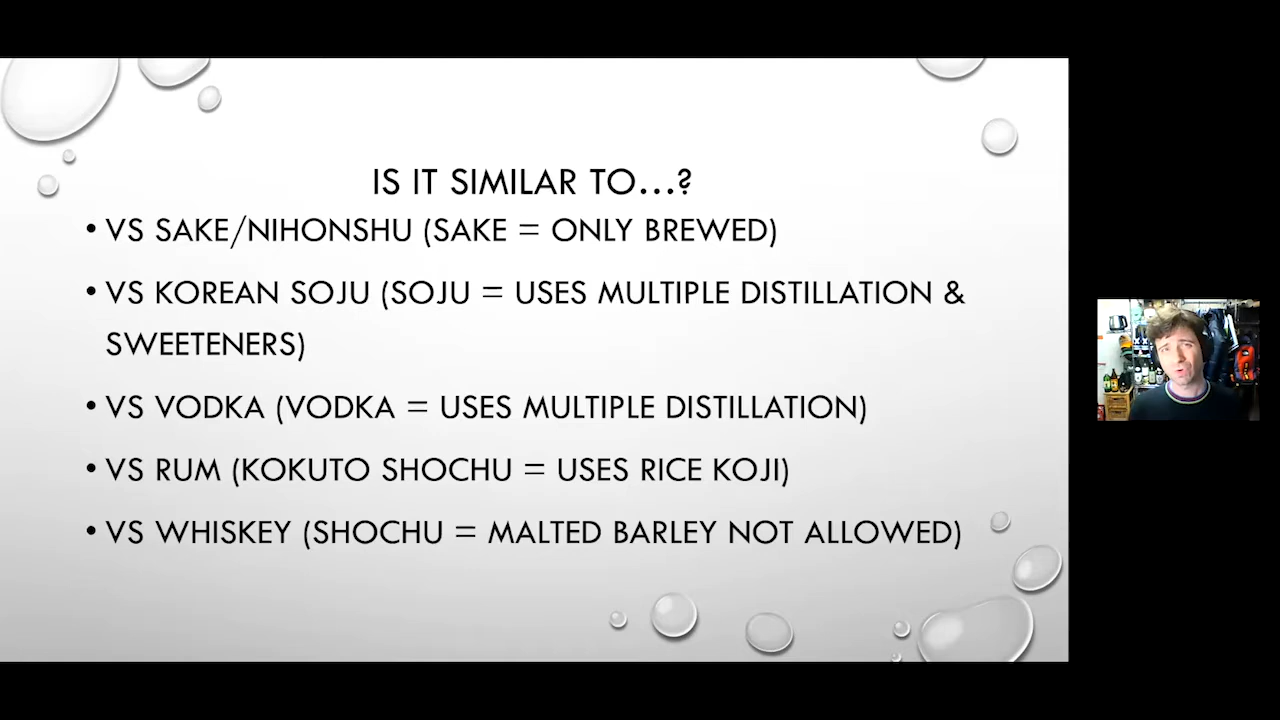 IS IT SIMILAR TO...?
• VS SAKE/NIHONSHU (SAKE = ONLY BREWED)
• VS KOREAN SOJU (SOJU = USES MULTIPLE DISTILLATION &
SWEETENERS)
• VS VODKA (VODKA = USES MULTIPLE DISTILLATION)
• VS RUM (KOKUTO SHOCHU = USES RICE KOJI)
• VS WHISKEY (SHOCHU = MALTED BARLEY NOT ALLOWED)